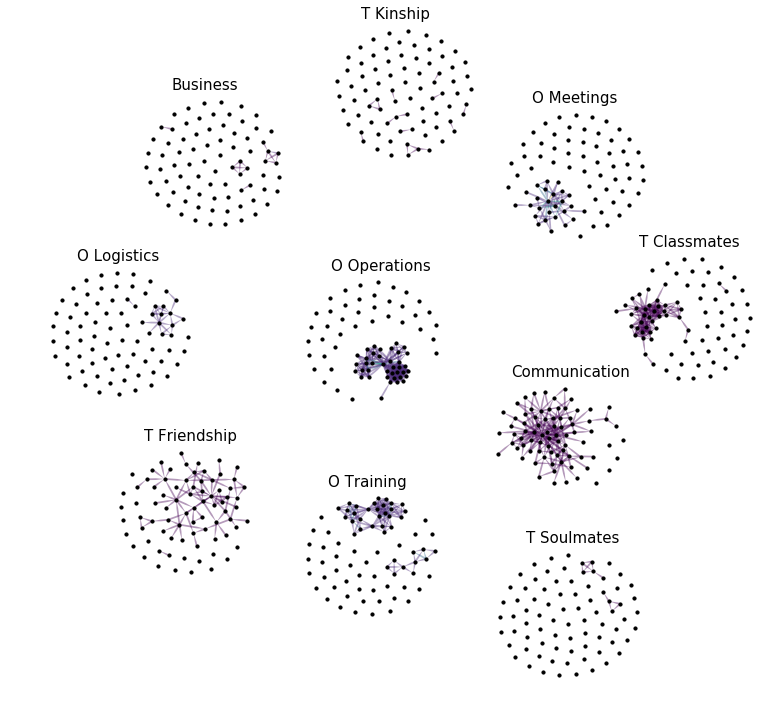 T Kinship
Business
O Meetings
T Classmates
O Logistics
O Operations
Communication
T Friendship
O Training
T Soulmates